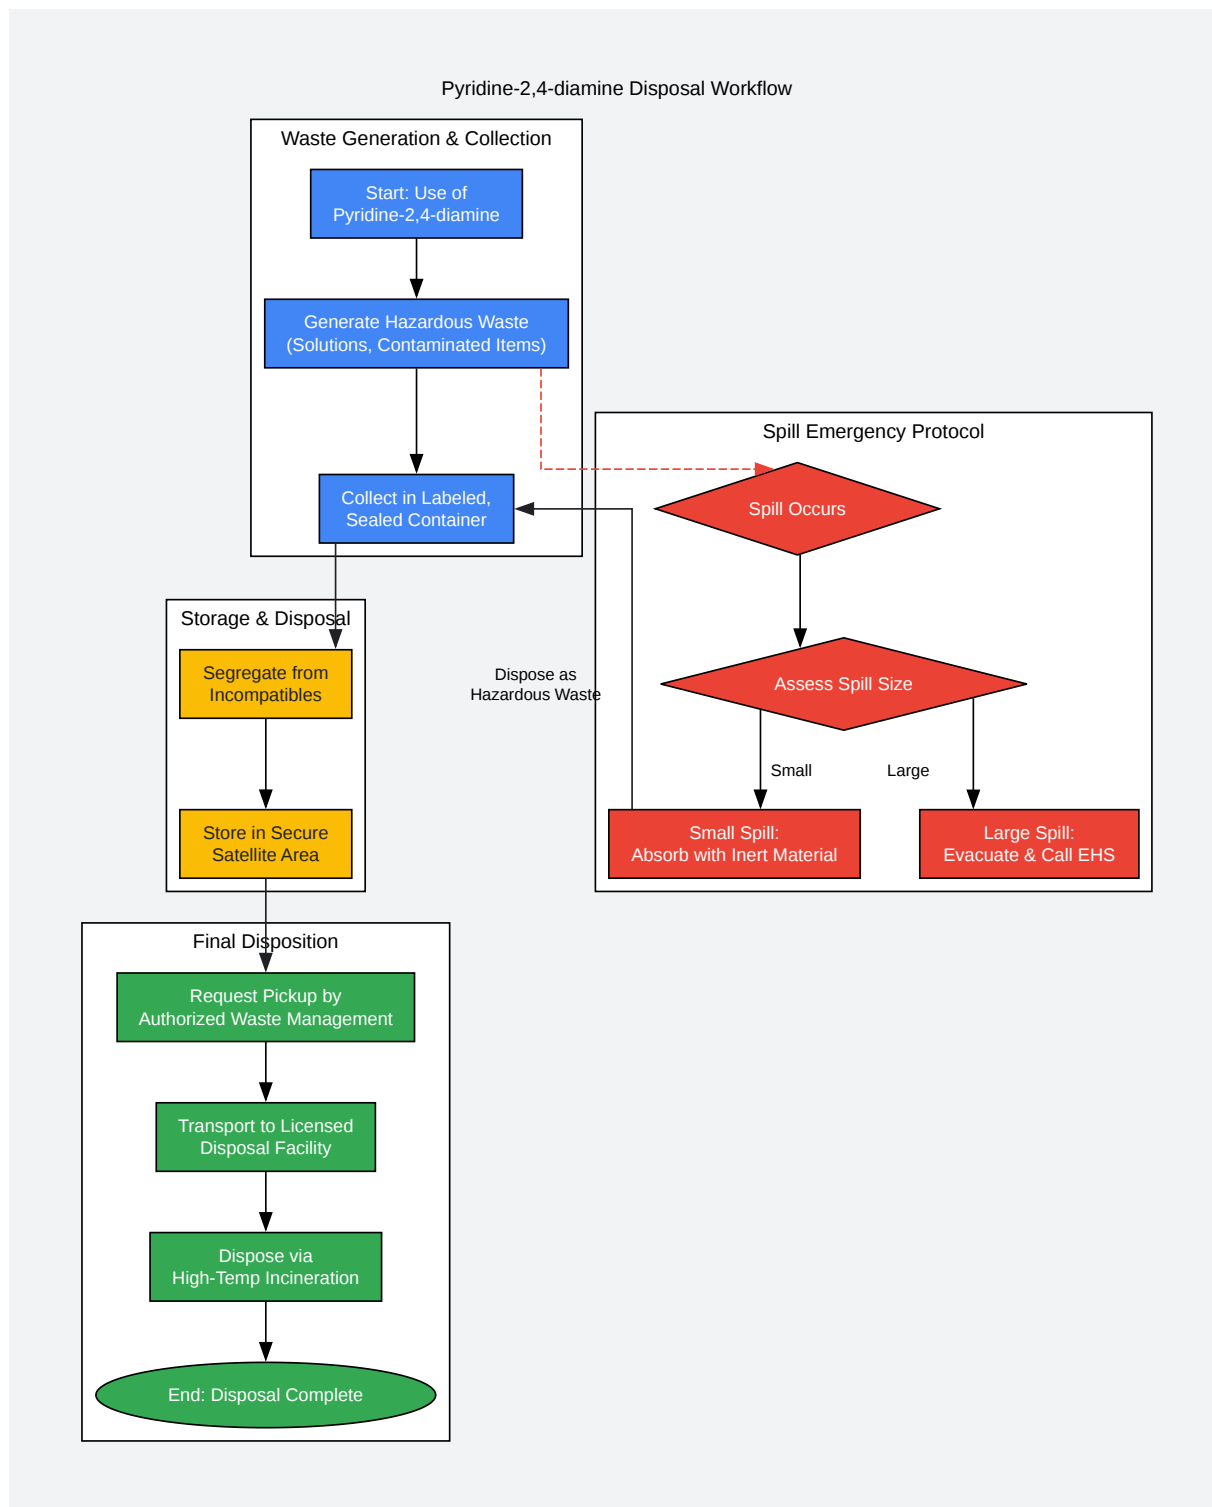 Pyridine-2,4-diamine Disposal Workflow
Waste Generation & Collection
Start: Use of
Pyridine-2,4-diamine
Generate Hazardous Waste
(Solutions, Contaminated Items)
Collect in Labeled,
Sealed Container
Spill Emergency Protocol
Spill Occurs
Assess Spill Size
Small
Large
Small Spill:
Absorb with Inert Material
Large Spill:
Evacuate & Call EHS
Dispose as
Hazardous Waste
Storage & Disposal
Segregate from
Incompatibles
Store in Secure
Satellite Area
Final Disposition
Request Pickup by
Authorized Waste Management
Transport to Licensed
Disposal Facility
Dispose via
High-Temp Incineration
End: Disposal Complete